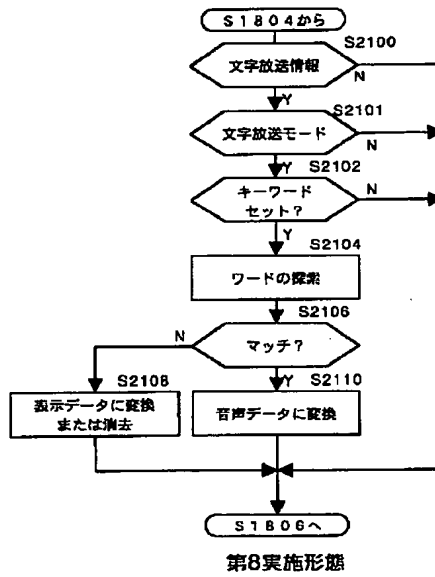 S1804から
S2100
文字放送情報
N
Y
S2101
文字放送モード
N
Y
S2102
キーワード
セット？
N
Y
S2104
ワードの探索
S2106
マッチ？
N
Y
S2108
表示データに変換
または消去
S2110
音声データに変換
S1806へ
第8実施形態